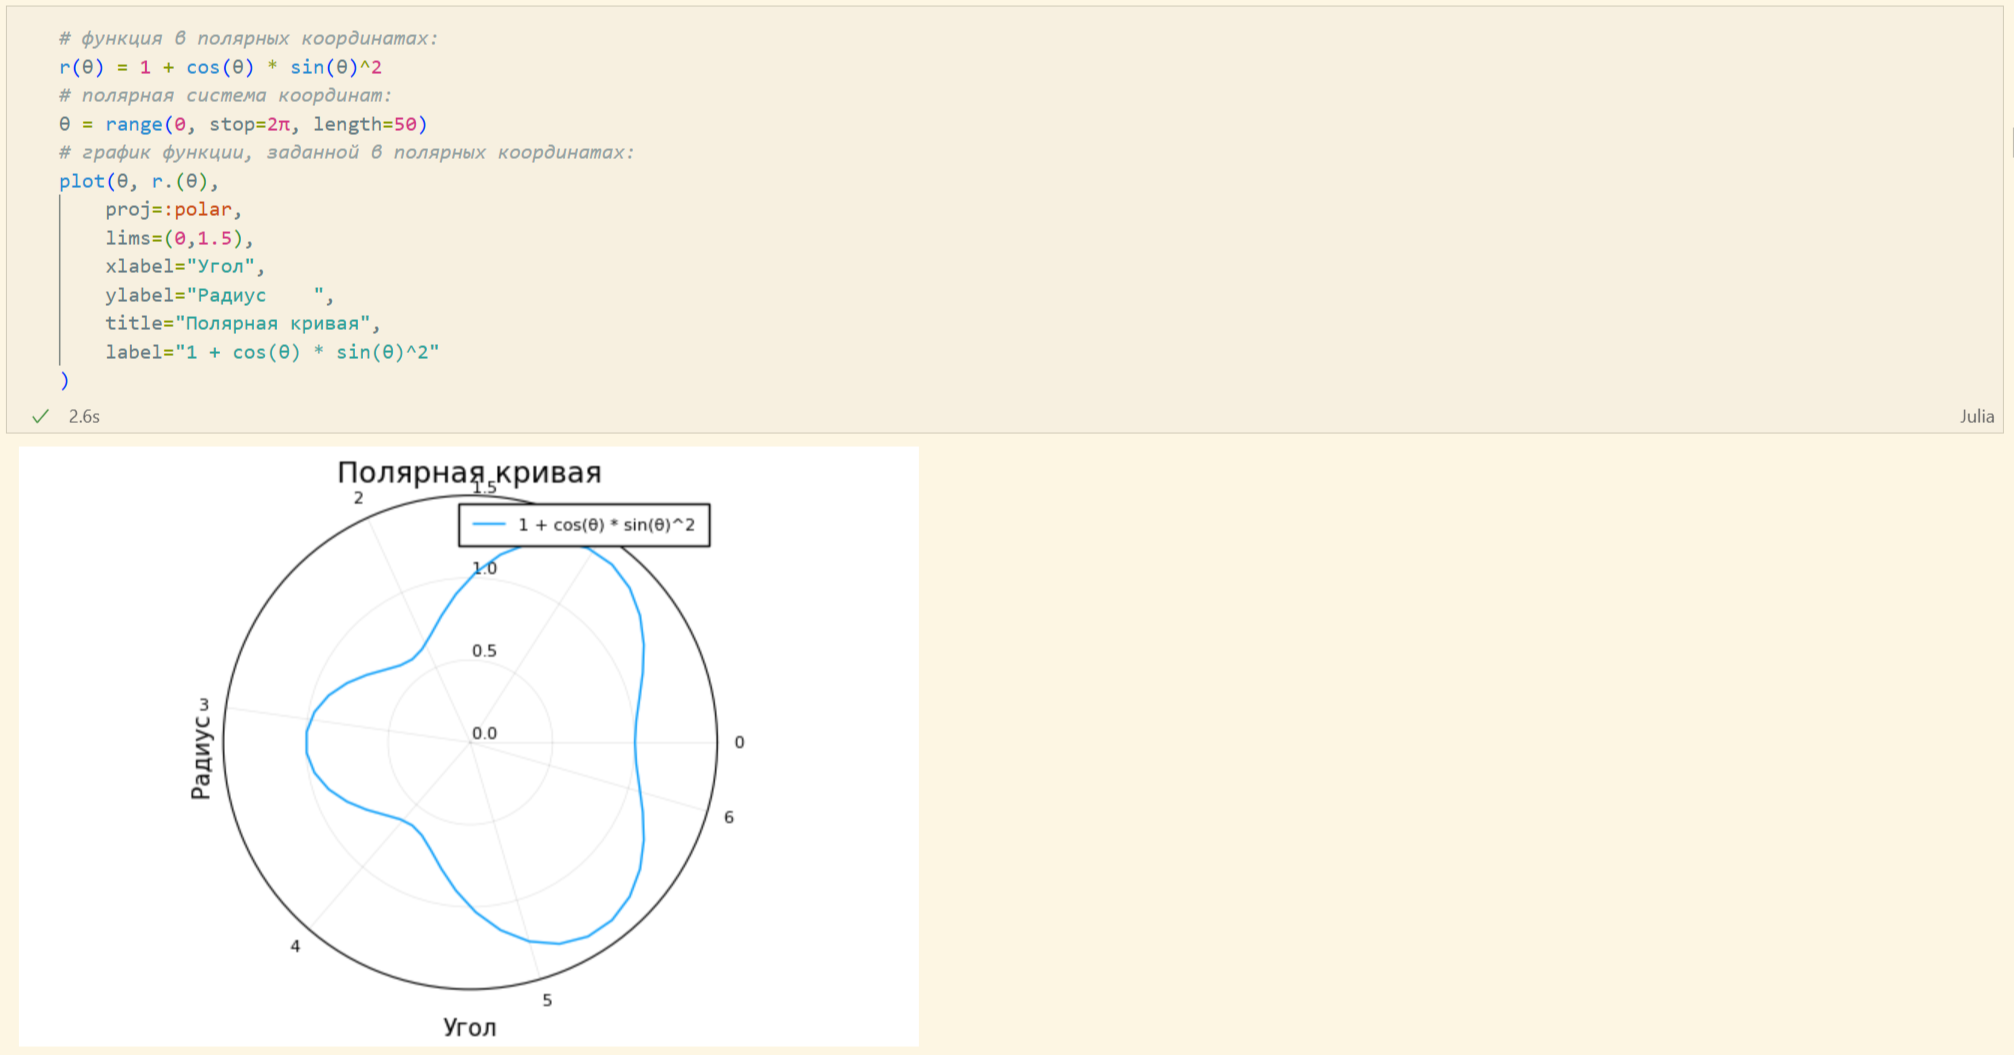 # функция в полярных координатах:
r(θ) = 1 + cos(θ) * sin(θ)^2
# полярная система координат:
θ = range(0, stop=2π, length=50)
# график функции, заданной в полярных координатах:
plot(θ, r.(θ),
    proj=:polar,
    lims=(0,1.5),
    xlabel="Угол",
    ylabel="Радиус    ",
    title="Полярная кривая",
    label="1 + cos(θ) * sin(θ)^2"
)
2.6s
Julia
Полярная кривая
1.5
2
1 + cos(θ) * sin(θ)^2
1.0
0.5
3
Радиус
0.0
0
6
4
5
Угол